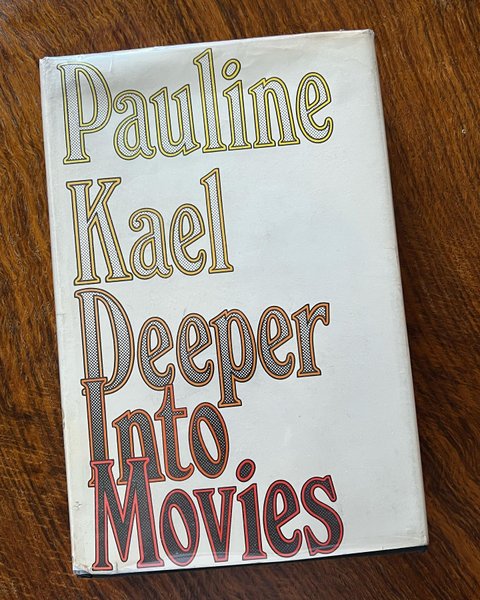 Pauline
Kael
Deeper
Into
Movies